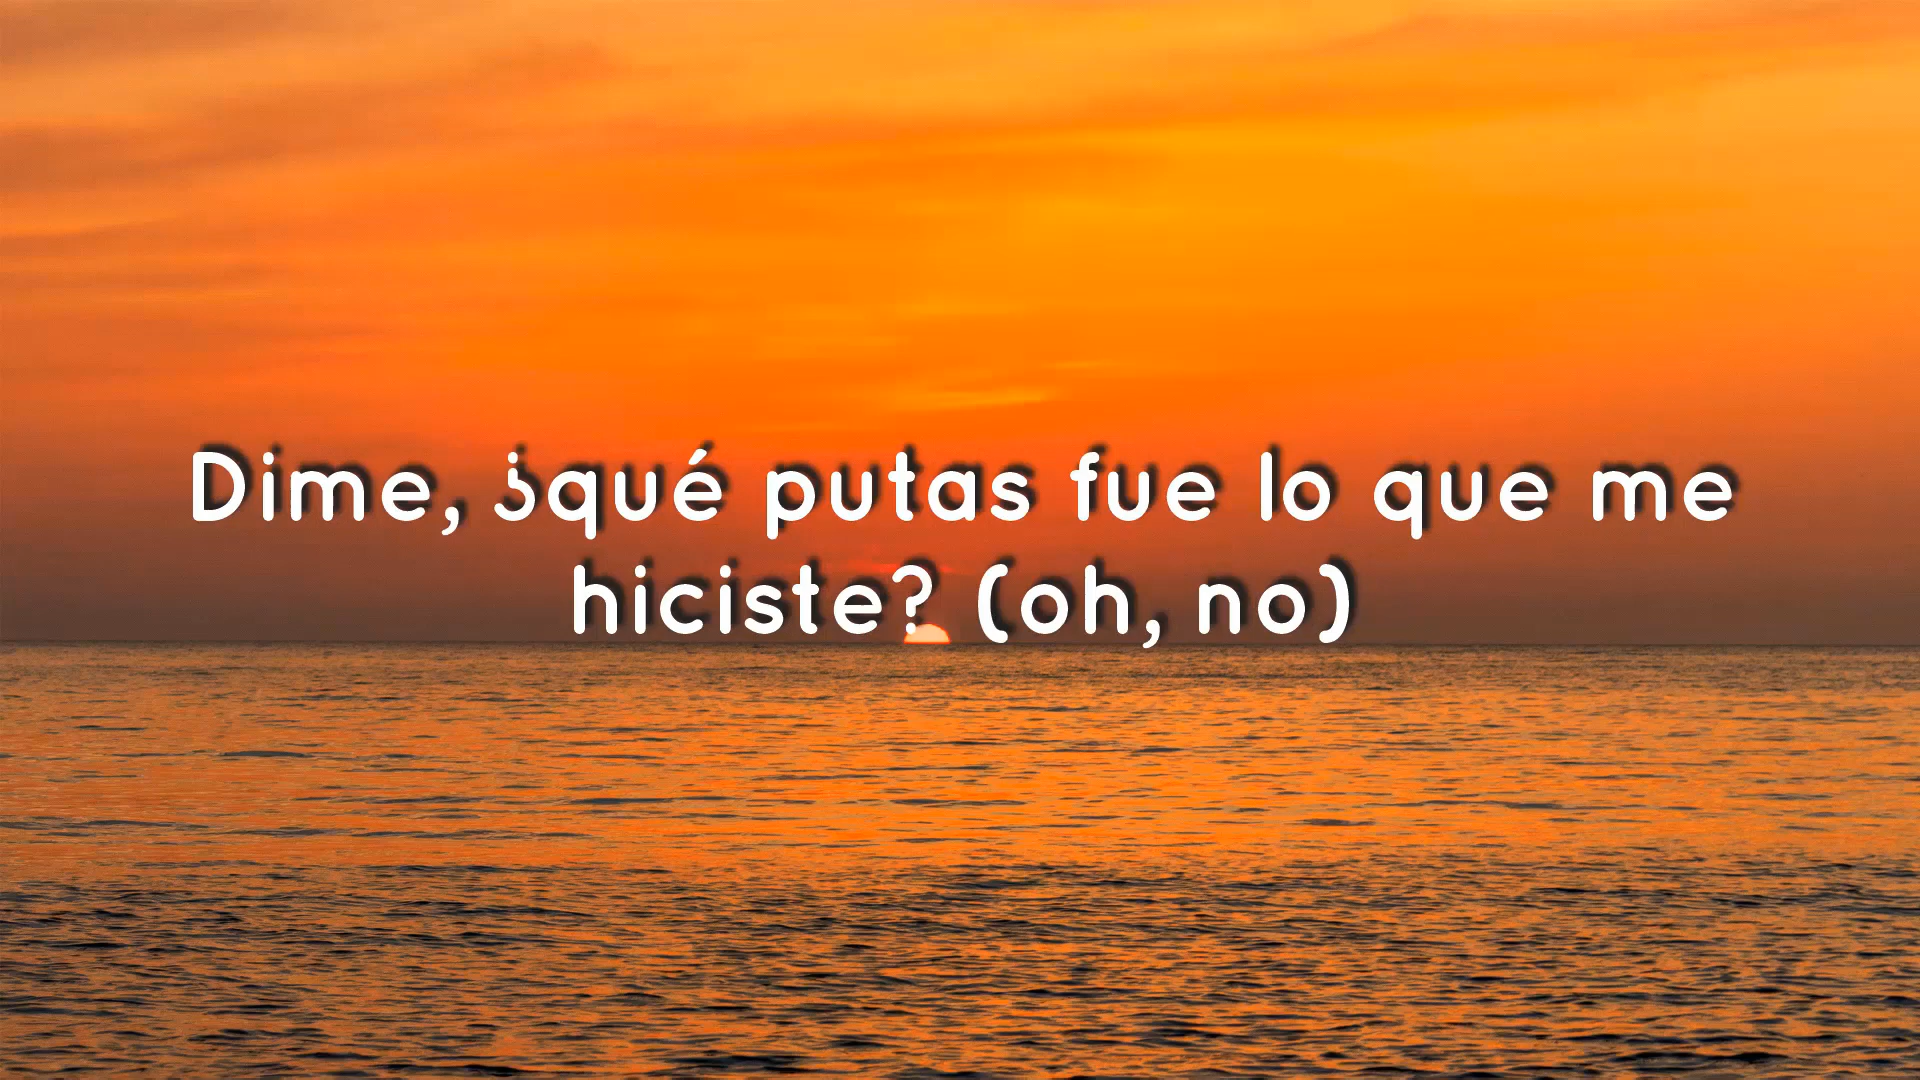 Dime, ¿qué putas fue lo que me
hiciste? (oh, no)